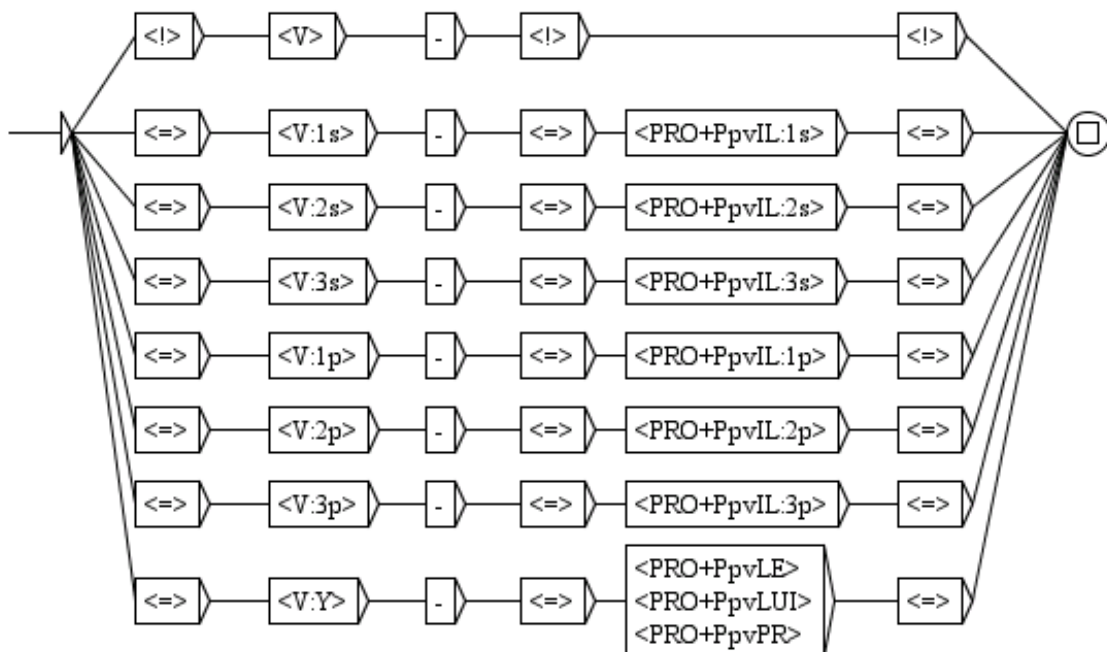 <!> <V> - <!> <!>
<=> <V:1s> - <=> <PRO+PpvIL:1s> <=>
<=> <V:2s> - <=> <PRO+PpvIL:2s> <=>
<=> <V:3s> - <=> <PRO+PpvIL:3s> <=>
<=> <V:1p> - <=> <PRO+PpvIL:1p> <=>
<=> <V:2p> - <=> <PRO+PpvIL:2p> <=>
<=> <V:3p> - <=> <PRO+PpvIL:3p> <=>
<PRO+PpvLE>
<=> <V:Y> - <=> <PRO+PpvLUI> <=>
<PRO+PpvPR>